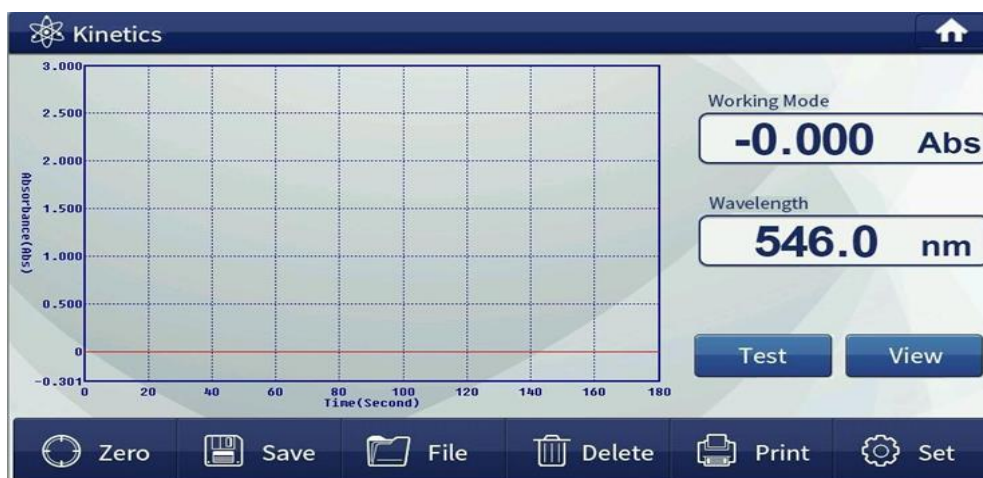 Kinetics
3.000
2.500
2.000
1.500
1.000
0.500
0
-0.301
Absorbance(Abs)
0 20 40 60 80 100 120 140 160 180
Time(Second)
Working Mode
-0.000 Abs
Wavelength
546.0 nm
Test View
Zero Save File Delete Print Set